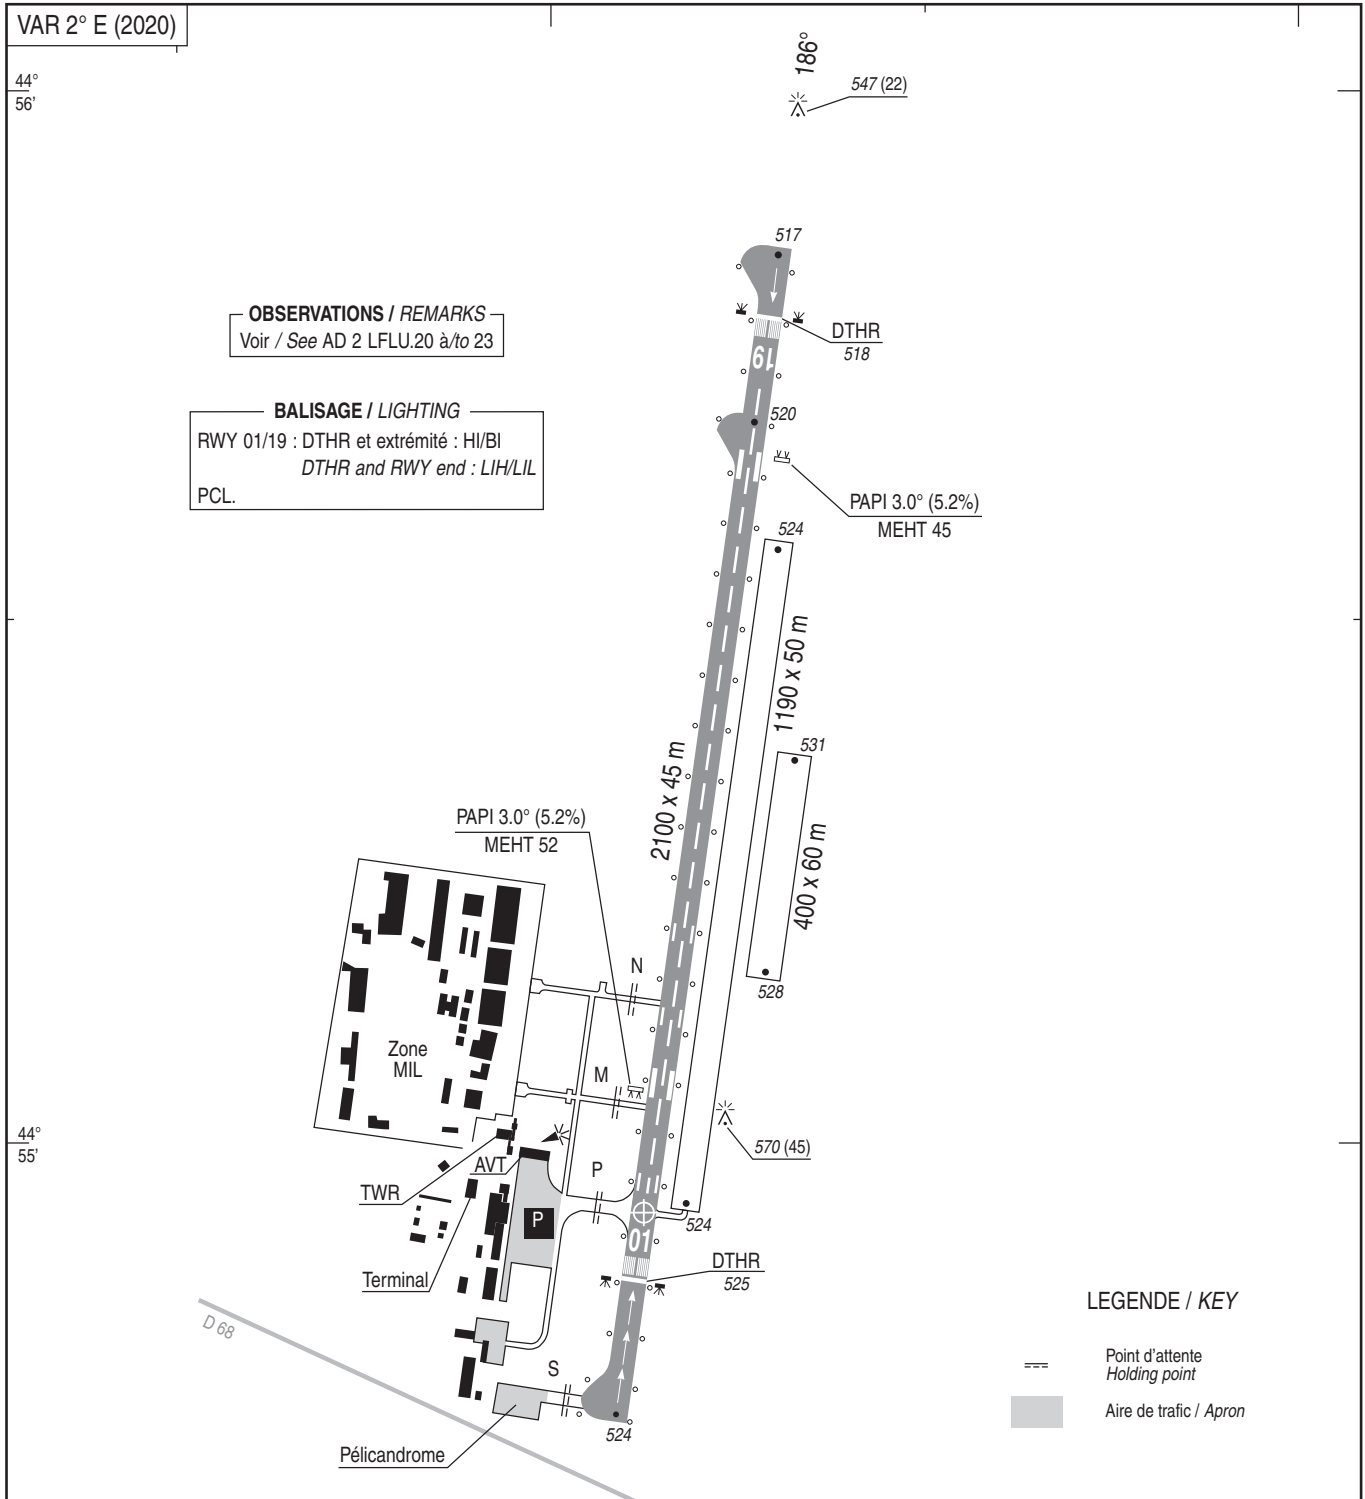 VAR 2° E (2020)
44°
56'
186°
547 (22)
517
OBSERVATIONS / REMARKS
Voir / See AD 2 LFLU.20 à/to 23
DTHR
518
19
BALISAGE / LIGHTING
RWY 01/19 : DTHR et extrémité : HI/BI
DTHR and RWY end : LIH/LIL
PCL.
520
PAPI 3.0° (5.2%)
MEHT 45
524
1190 x 50 m
531
2100 x 45 m
PAPI 3.0° (5.2%)
MEHT 52
400 x 60 m
N
528
Zone
MIL
M
44°
55'
570 (45)
AVT
P
TWR
P
524
01
DTHR
525
Terminal
D 68
LEGENDE / KEY
Point d'attente
Holding point
S
Aire de trafic / Apron
524
Pélicandrome